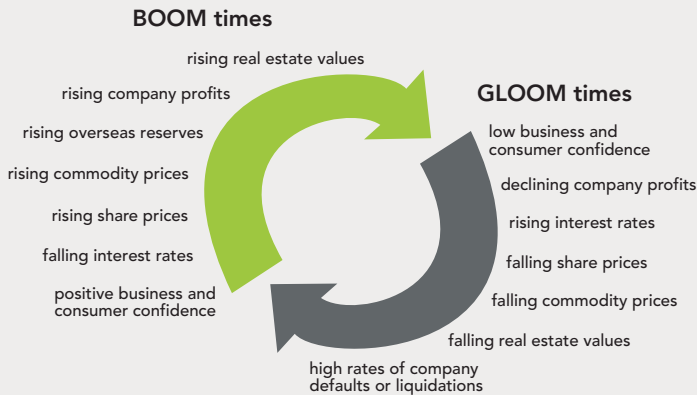 BOOM times
rising real estate values
rising company profits
rising overseas reserves
rising commodity prices
rising share prices
falling interest rates
positive business and
consumer confidence
GLOOM times
low business and
consumer confidence
declining company profits
rising interest rates
falling share prices
falling commodity prices
falling real estate values
high rates of company
defaults or liquidations